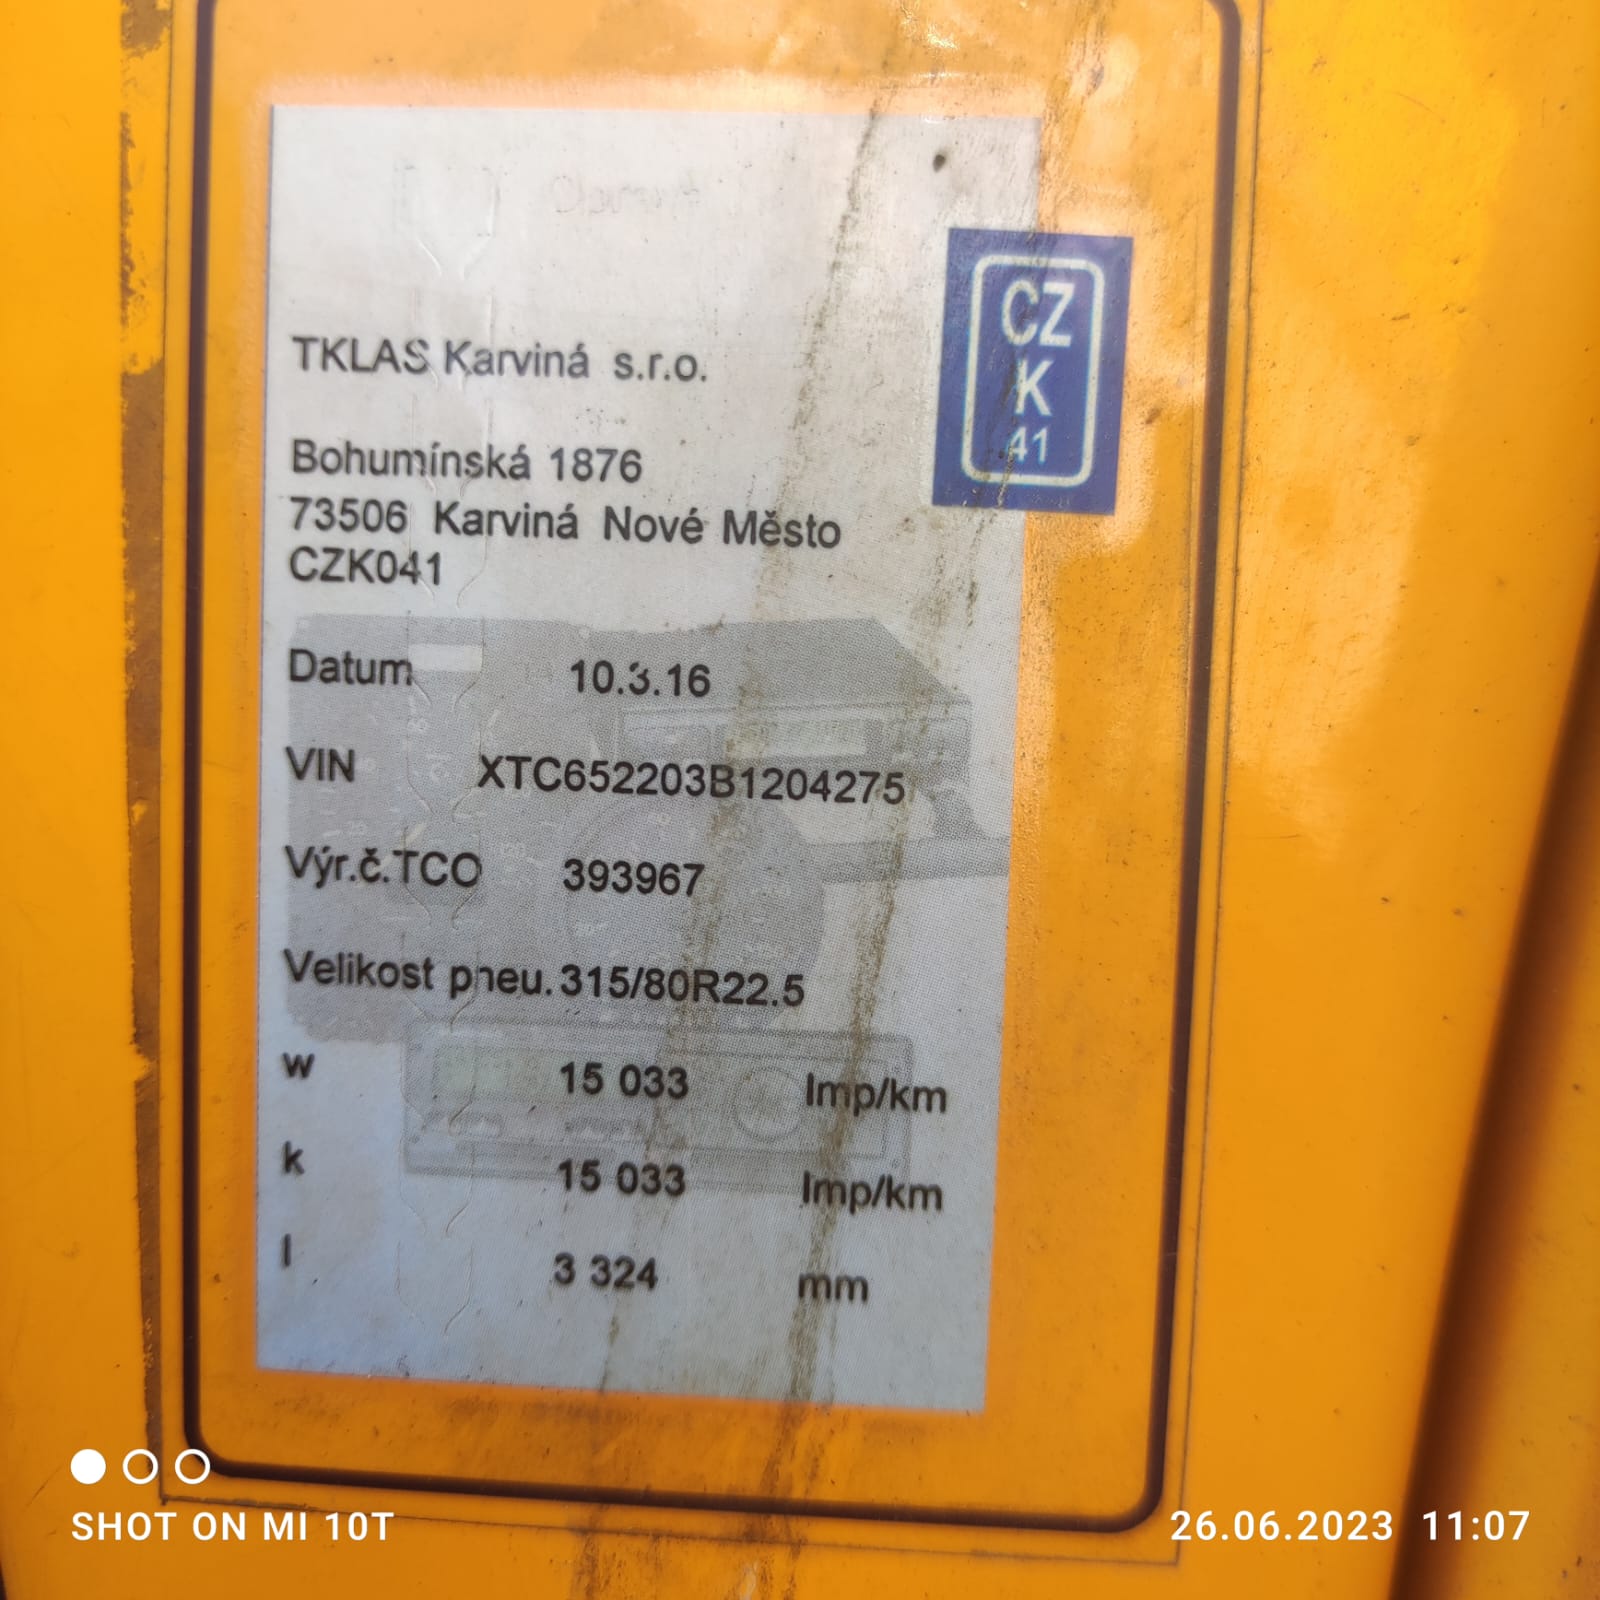 TKLAS Karviná s.r.o.
CZ
K
41
Bohumínská 1876
73506 Karviná Nové Město
CZK041
Datum 10.3.16
VIN XTC652203B1204275
Výr.č.TCO 393967
Velikost pneu. 315/80R22.5
w 15 033 Imp/km
k 15 033 Imp/km
l 3 324 mm
SHOT ON MI 10T
26.06.2023 11:07